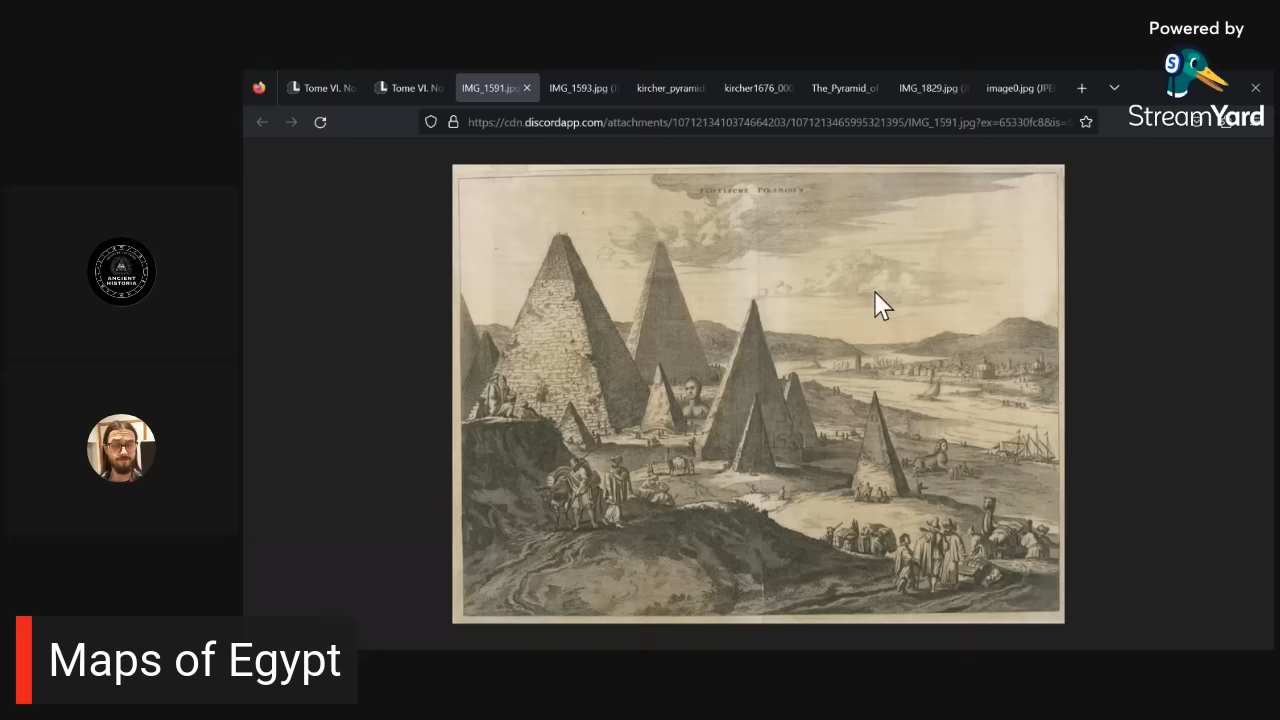 Powered by
StreamYard
Tome VI. No
Tome VI. No
IMG_1591.jpg
IMG_1593.jpg (J
kircher_pyramid
kircher1676_000
The_Pyramid_of
IMG_1829.jpg (J
image0.jpg (JPE
https://cdn.discordapp.com/attachments/1071213410374664203/1071213465995321395/IMG_1591.jpg?ex=65330fc8&is=
PYRAMIDEN
ANCIENT
HISTORIA
Maps of Egypt